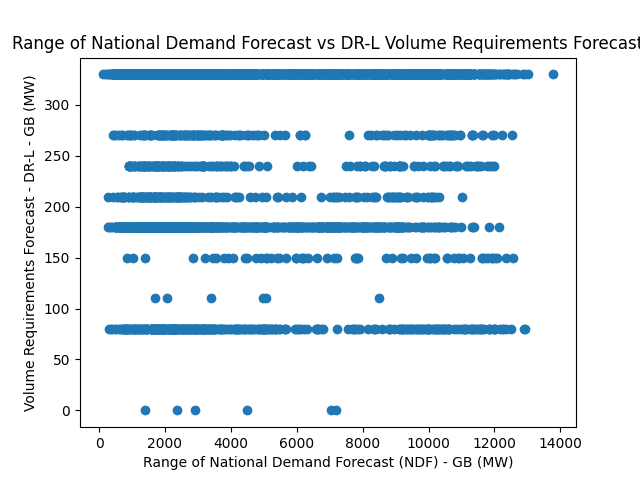 Range of National Demand Forecast vs DR-L Volume Requirements Forecast
Volume Requirements Forecast - DR-L - GB (MW)
300
250
200
150
100
50
0
0 2000 4000 6000 8000 10000 12000 14000
Range of National Demand Forecast (NDF) - GB (MW)